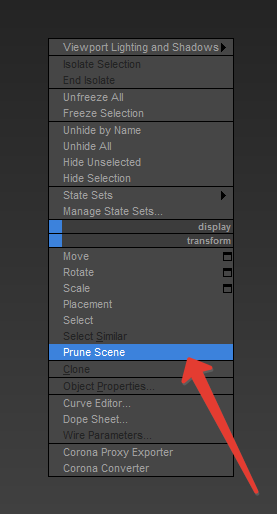 Viewport Lighting and Shadows
Isolate Selection
End Isolate
Unfreeze All
Freeze Selection
Unhide by Name
Unhide All
Hide Unselected
Hide Selection
State Sets
Manage State Sets...
display
transform
Move
Rotate
Scale
Placement
Select
Select Similar
Prune Scene
Clone
Object Properties...
Curve Editor...
Dope Sheet...
Wire Parameters...
Corona Proxy Exporter
Corona Converter